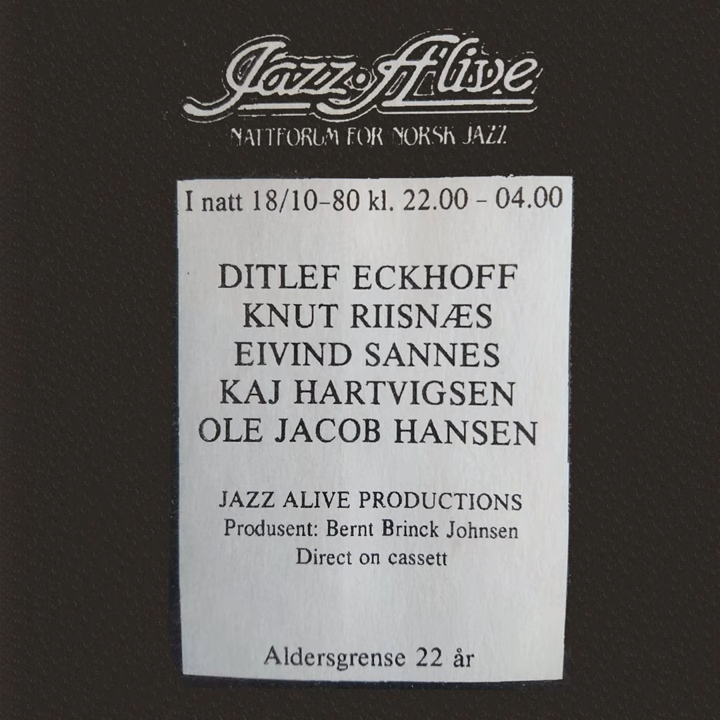 Jazz Alive
NATTFORUM FOR NORSK JAZZ
I natt 18/10-80 kl. 22.00 - 04.00
DITLEF ECKHOFF
KNUT RIISNÆS
EIVIND SANNES
KAJ HARTVIGSEN
OLE JACOB HANSEN
JAZZ ALIVE PRODUCTIONS
Produsent: Bernt Brinck Johnsen
Direct on cassett
Aldersgrense 22 år